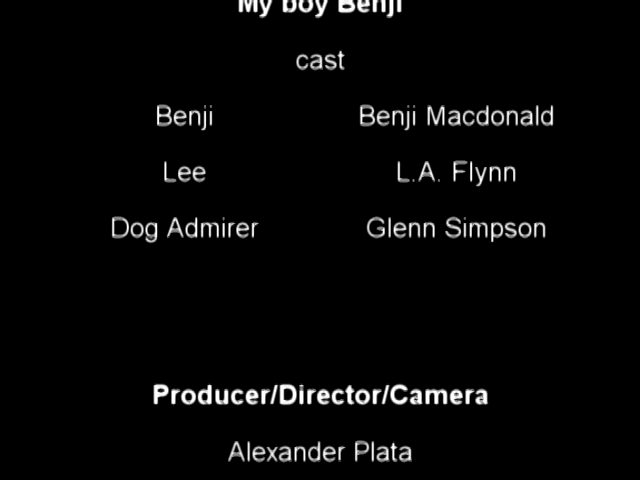 My boy Benji
cast
Benji Benji Macdonald
Lee L.A. Flynn
Dog Admirer Glenn Simpson
Producer/Director/Camera
Alexander Plata